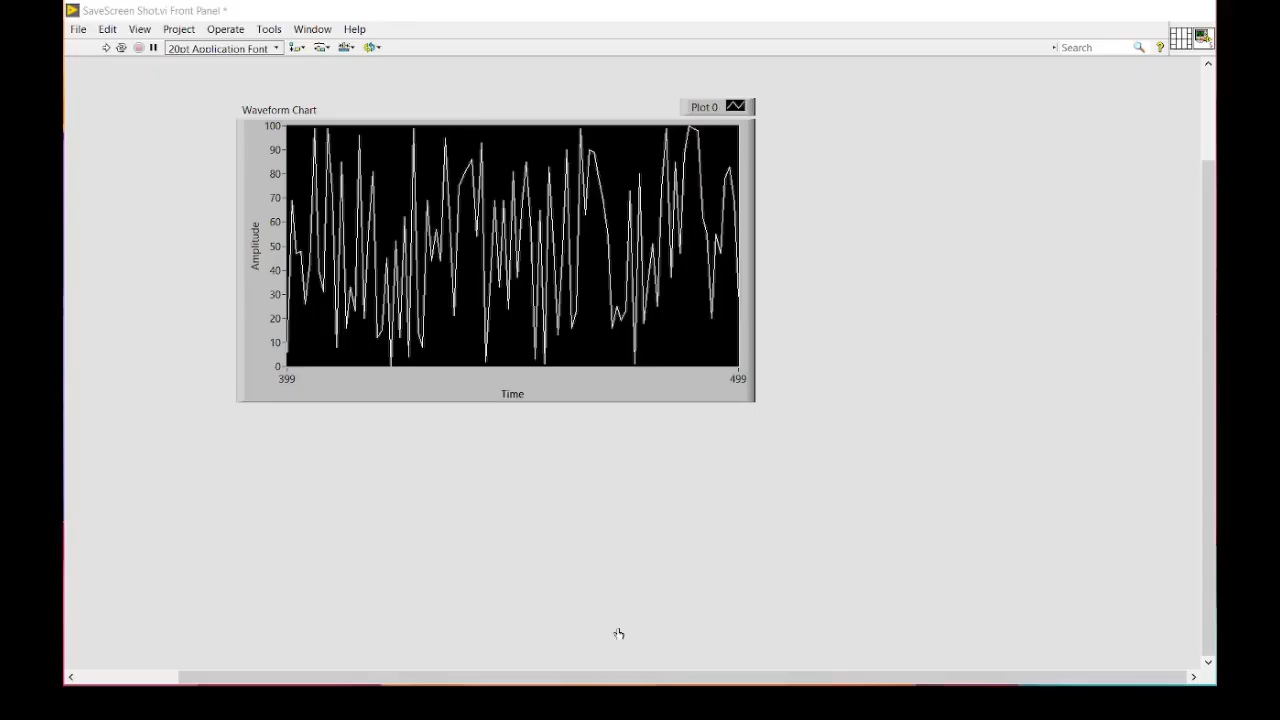 SaveScreen Shot.vi Front Panel *
File Edit View Project Operate Tools Window Help
20pt Application Font Search ?
Waveform Chart Plot 0
100
90
80
70
60
50
40
30
20
10
0
Amplitude
399 499
Time